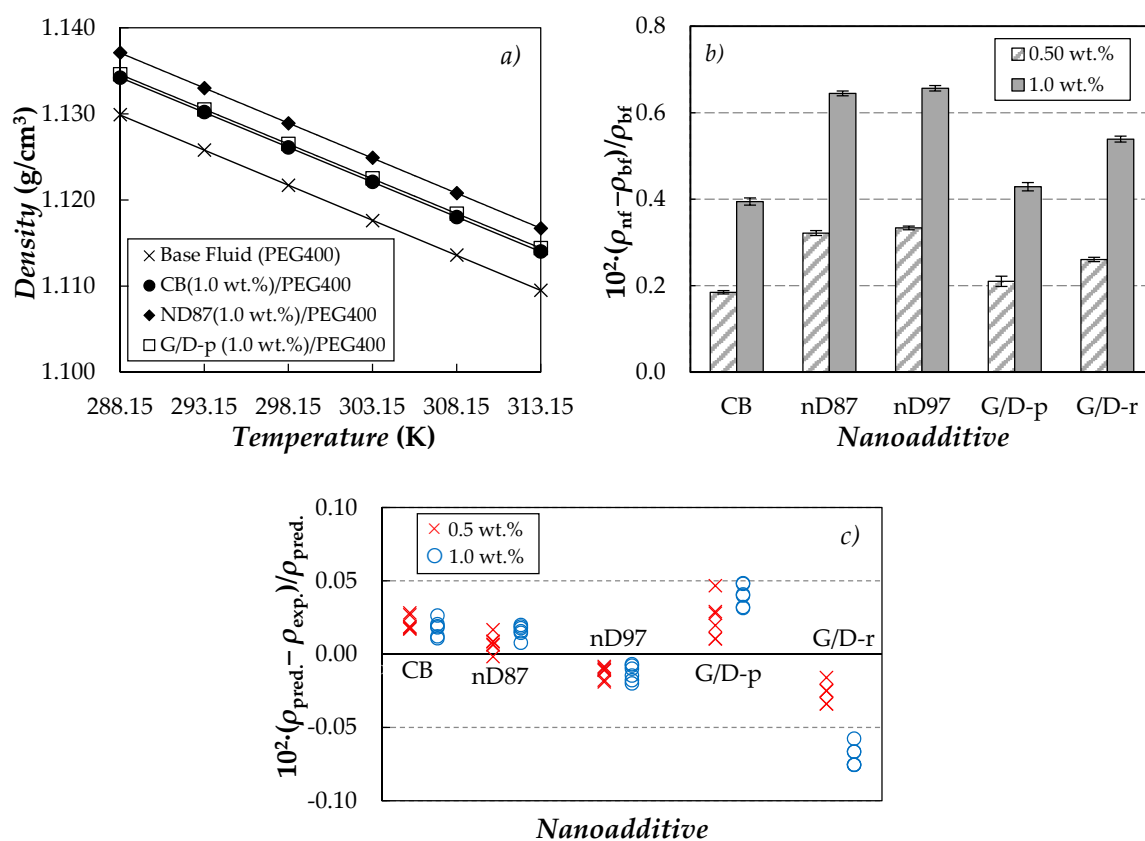 a)
Density (g/cm³)
1.140
1.130
1.120
1.110
1.100
× Base Fluid (PEG400)
CB(1.0 wt.%)/PEG400
ND87(1.0 wt.%)/PEG400
G/D-p (1.0 wt.%)/PEG400
288.15 293.15 298.15 303.15 308.15 313.15
Temperature (K)
b)
10²·(ρnf −ρbf)/ρbf
0.8
0.6
0.4
0.2
0.0
0.50 wt.%
1.0 wt.%
CB nD87 nD97 G/D-p G/D-r
Nanoadditive
c)
10²·(ρpred.− ρexp.)/ρpred.
0.10
0.05
0.00
-0.05
-0.10
× 0.5 wt.%
1.0 wt.%
CB nD87 nD97 G/D-p G/D-r
Nanoadditive